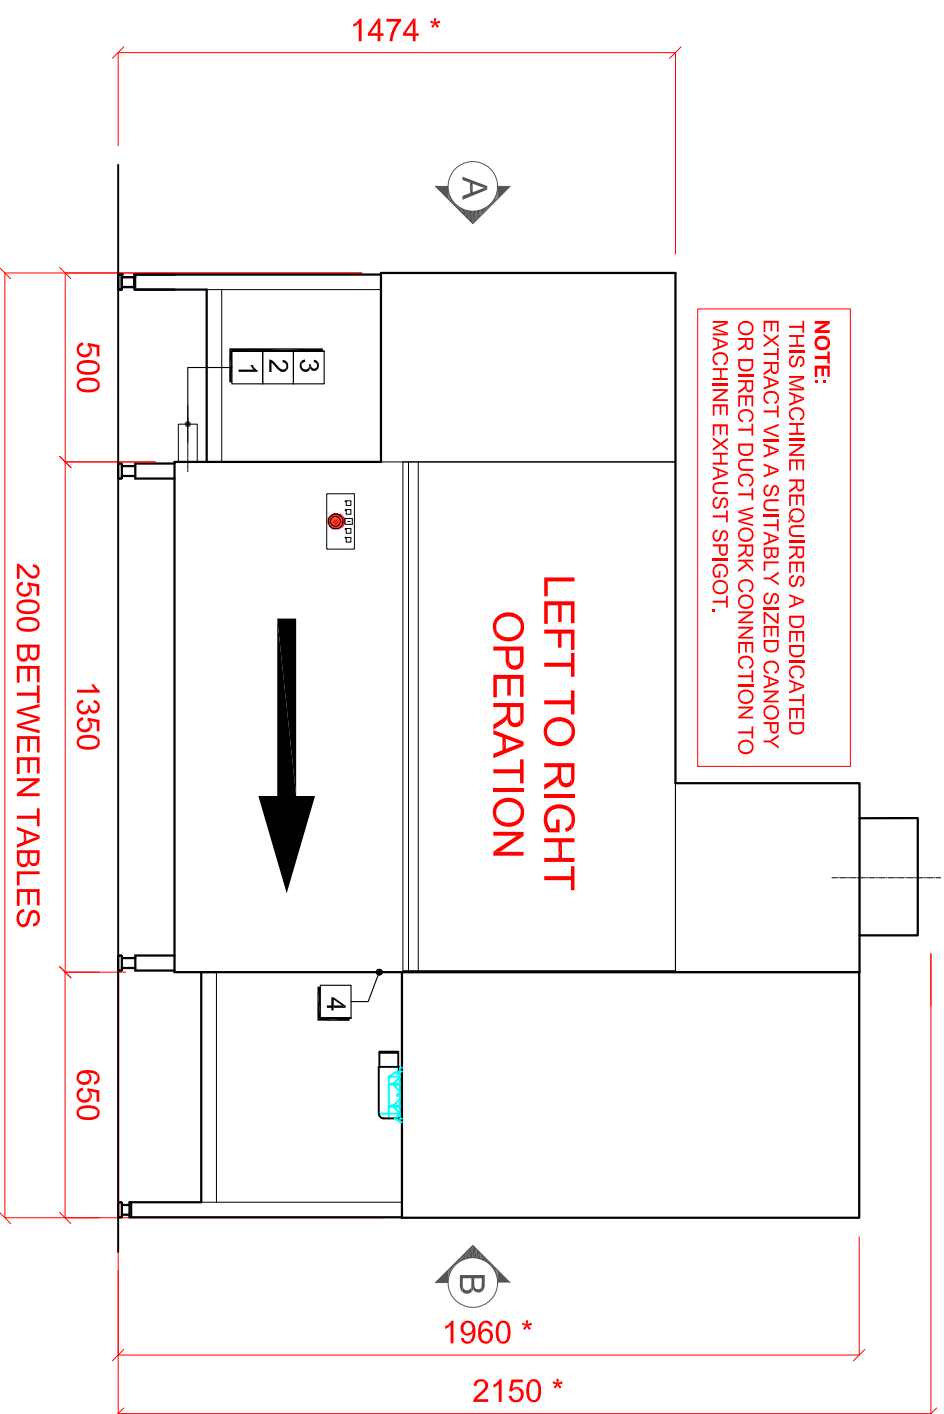 1474 *
A
NOTE:
THIS MACHINE REQUIRES A DEDICATED
EXTRACT VIA A SUITABLY SIZED CANOPY
OR DIRECT DUCT WORK CONNECTION TO
MACHINE EXHAUST SPIGOT.
LEFT TO RIGHT
OPERATION
3
2
1
4
500
1350
650
2500 BETWEEN TABLES
B
1960 *
2150 *